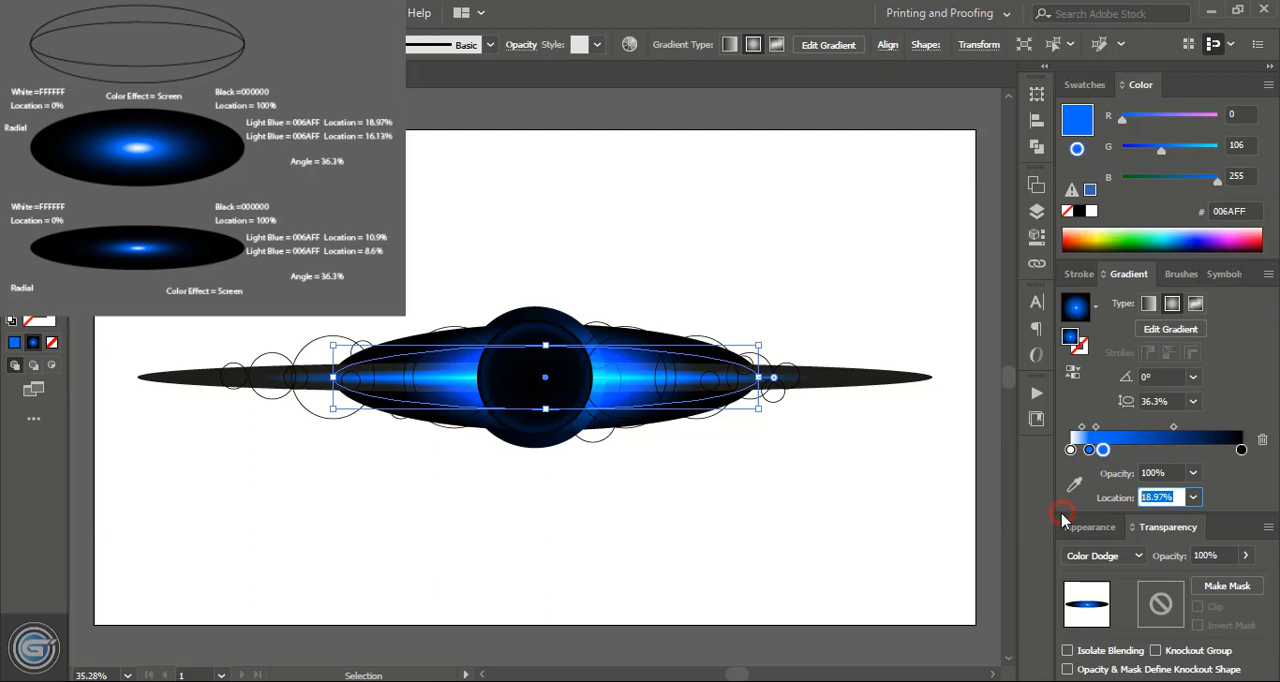 Help
Basic
Opacity
Style:
Gradient Type:
Edit Gradient
Align
Shape:
Transform
Printing and Proofing
Search Adobe Stock
White =FFFFFF
Location = 0%
Color Effect = Screen
Black =000000
Location = 100%
Radial
Light Blue = 006AFF Location = 18.97%
Light Blue = 006AFF Location = 16.13%
Angle = 36.3%
White =FFFFFF
Location = 0%
Black =000000
Location = 100%
Light Blue = 006AFF Location = 10.9%
Light Blue = 006AFF Location = 8.6%
Angle = 36.3%
Radial
Color Effect = Screen
Swatches
Color
R 0
G 106
B 255
# 006AFF
Stroke
Gradient
Brushes
Symbols
Type:
Edit Gradient
Stroke:
0°
36.3%
Opacity: 100%
Location: 18.97%
Appearance
Transparency
Color Dodge
Opacity: 100%
Make Mask
Clip
Invert Mask
Isolate Blending
Knockout Group
Opacity & Mask Define Knockout Shape
35.28%
1
Selection